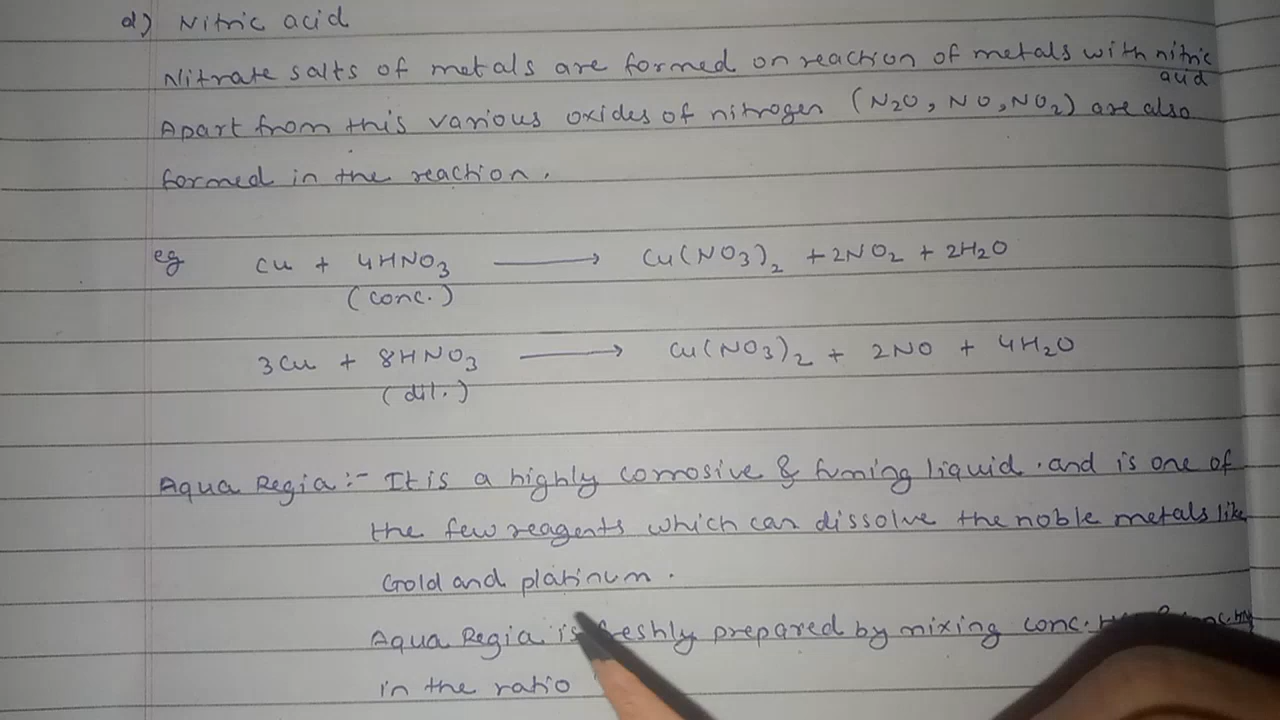 d) Nitric acid
Nitrate salts of metals are formed on reaction of metals with nitric
acid
Apart from this various oxides of nitrogen (N2O, NO, NO2) are also
formed in the reaction.
eg Cu + 4HNO3 ⟶ Cu(NO3)2 + 2NO2 + 2H2O
(conc.)
3Cu + 8HNO3 ⟶ Cu(NO3)2 + 2NO + 4H2O
(dil.)
Aqua Regia :- It is a highly corrosive & fuming liquid. and is one of
the few reagents which can dissolve the noble metals like
Gold and platinum.
Aqua Regia is freshly prepared by mixing conc.
in the ratio